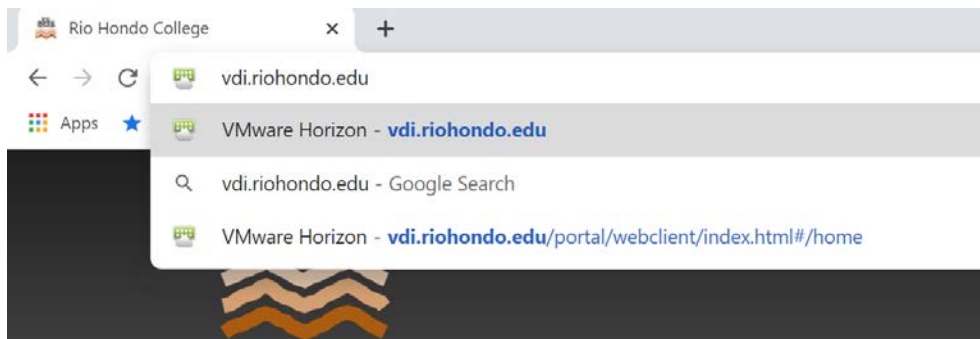 Rio Hondo College
vdi.riohondo.edu
Apps
VMware Horizon - vdi.riohondo.edu
vdi.riohondo.edu - Google Search
VMware Horizon - vdi.riohondo.edu/portal/webclient/index.html#/home